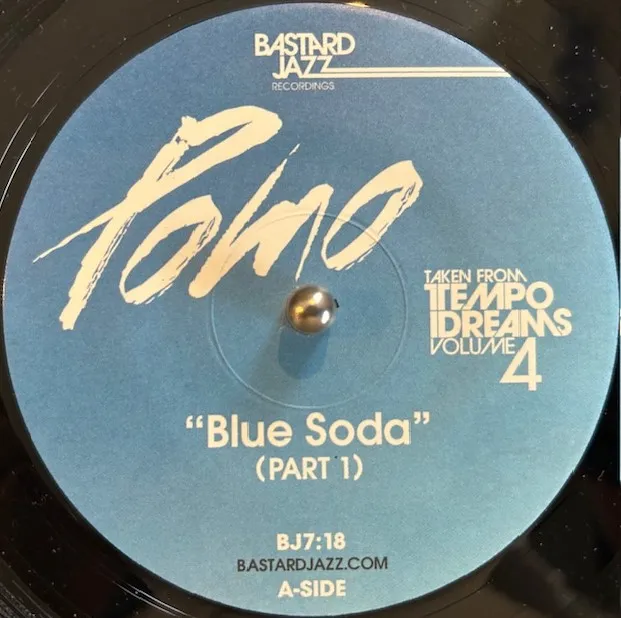 BASTARD
JAZZ
RECORDINGS
Pomo
TAKEN FROM
TEMPO
DREAMS
VOLUME 4
“Blue Soda”
(PART 1)
BJ7:18
BASTARDJAZZ.COM
A-SIDE